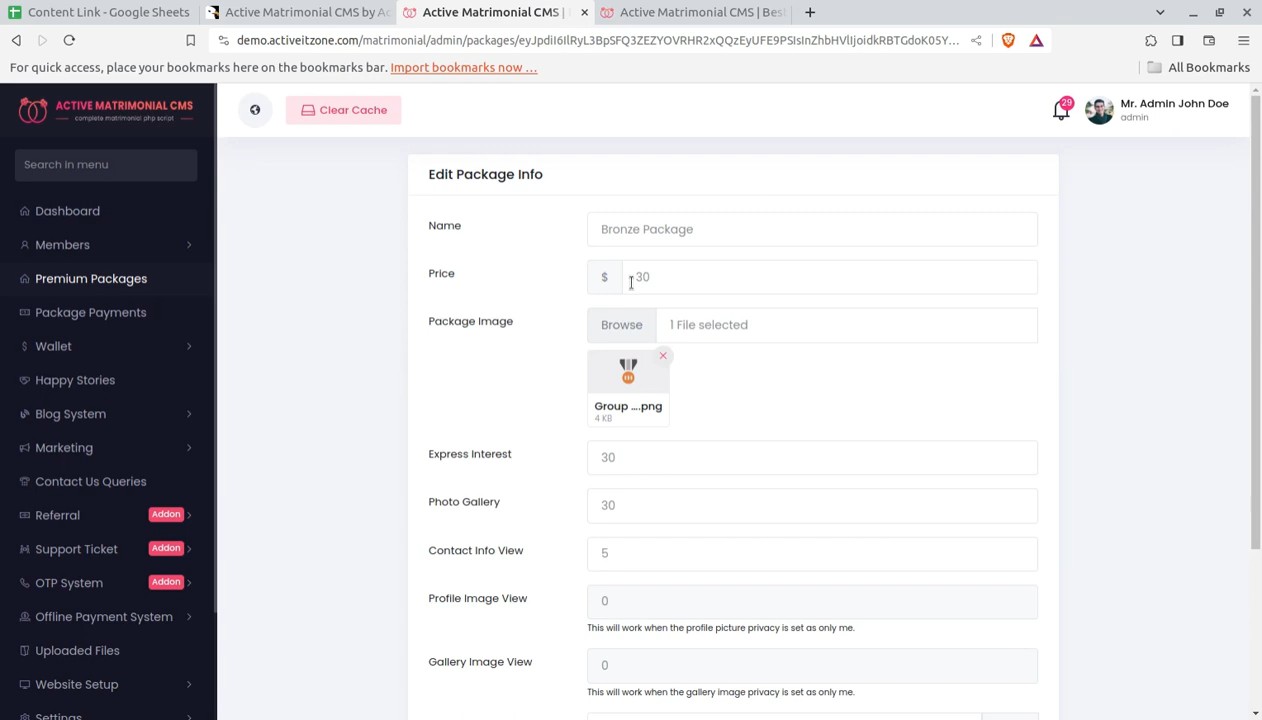 Content Link - Google Sheets
Active Matrimonial CMS by Ac
Active Matrimonial CMS |
Active Matrimonial CMS | Bes
demo.activeitzone.com/matrimonial/admin/packages/eyJpdiI6IlRyL3BpSFQ3ZEZYOVRHR2xQQzEyUFE9PSIsInZhbHVlIjoidkRBTGdoK05Y...
For quick access, place your bookmarks here on the bookmarks bar. Import bookmarks now ...
All Bookmarks
ACTIVE MATRIMONIAL CMS
complete matrimonial php script
Clear Cache
29
Mr. Admin John Doe
admin
Search in menu
Dashboard
Members
Premium Packages
Package Payments
Wallet
Happy Stories
Blog System
Marketing
Contact Us Queries
Referral Addon
Support Ticket Addon
OTP System Addon
Offline Payment System
Uploaded Files
Website Setup
Settings
Edit Package Info
Name
Bronze Package
Price
$ 30
Package Image
Browse 1 File selected
Group ....png
4 KB
Express Interest
30
Photo Gallery
30
Contact Info View
5
Profile Image View
0
This will work when the profile picture privacy is set as only me.
Gallery Image View
0
This will work when the gallery image privacy is set as only me.